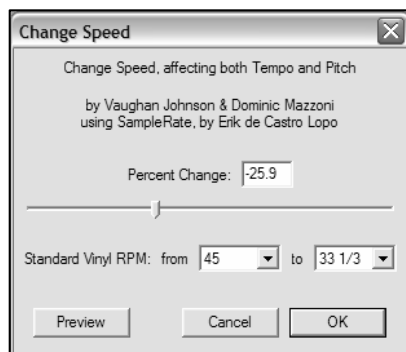 Change Speed
Change Speed, affecting both Tempo and Pitch
by Vaughan Johnson & Dominic Mazzoni
using SampleRate, by Erik de Castro Lopo
Percent Change: -25.9
Standard Vinyl RPM: from 45 to 33 1/3
Preview Cancel OK